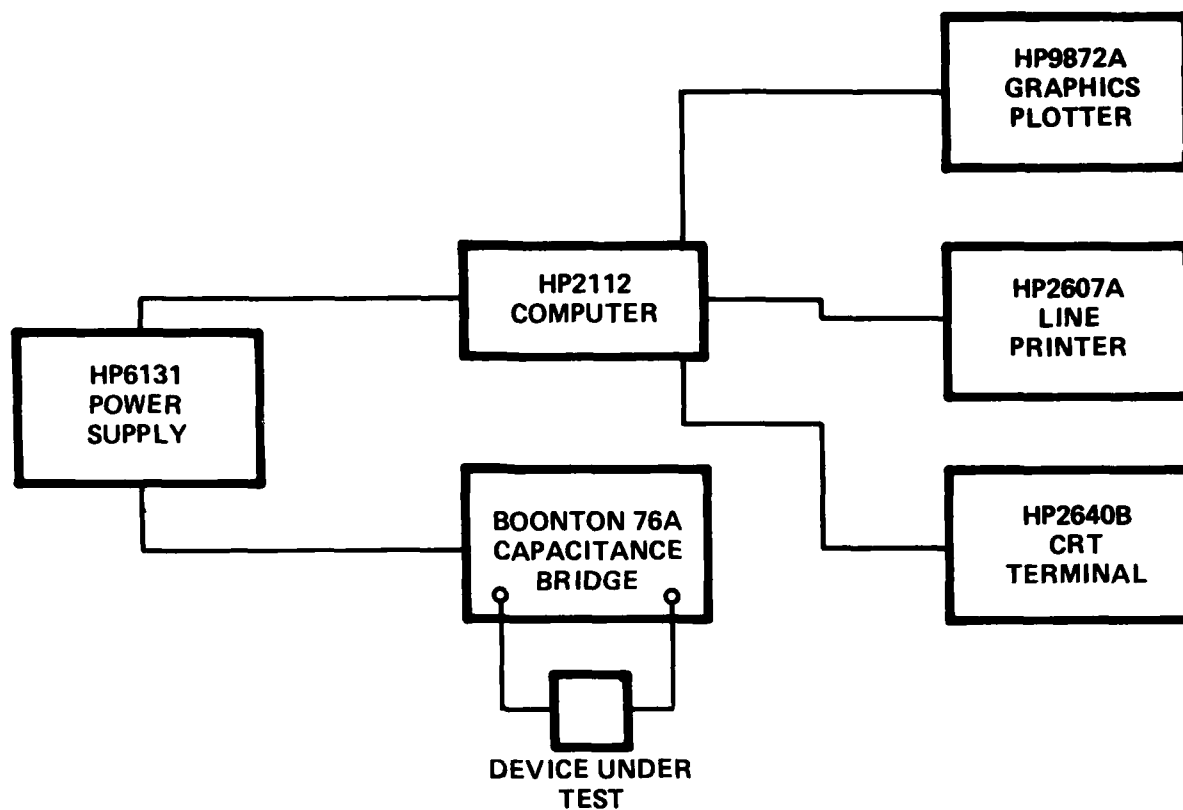 HP9872A
GRAPHICS
PLOTTER
HP2112
COMPUTER
HP2607A
LINE
PRINTER
HP6131
POWER
SUPPLY
BOONTON 76A
CAPACITANCE
BRIDGE
HP2640B
CRT
TERMINAL
DEVICE UNDER
TEST